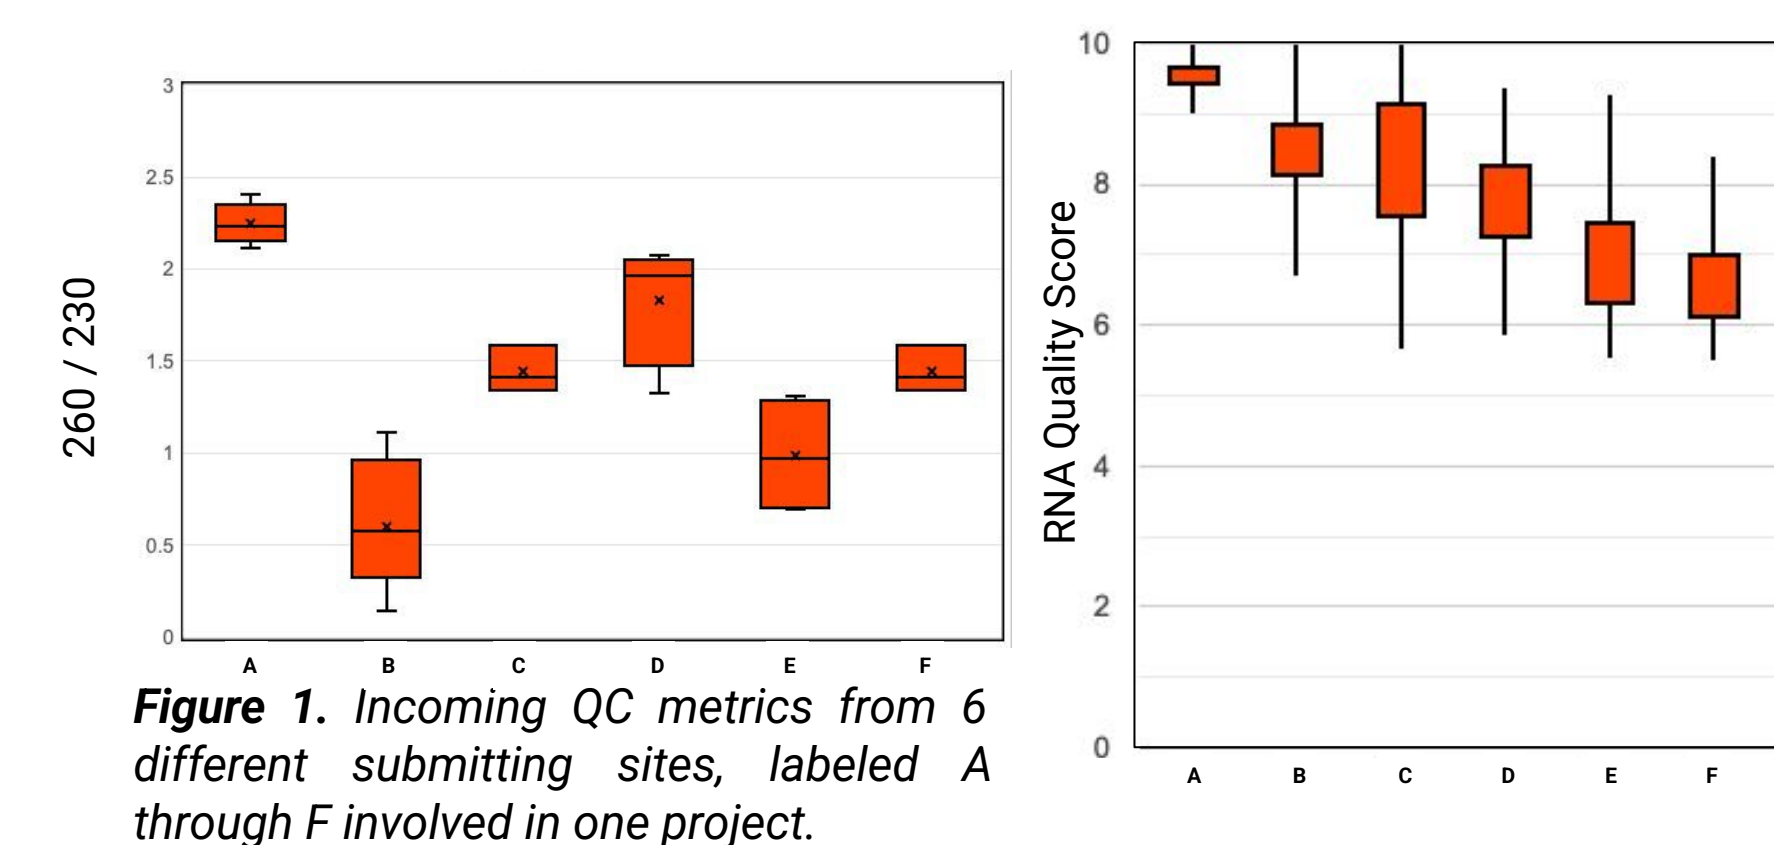 260 / 230
3
2.5
2
1.5
1
0.5
0
A B C D E F
Figure 1. Incoming QC metrics from 6
different submitting sites, labeled A
through F involved in one project.
RNA Quality Score
10
8
6
4
2
0
A B C D E F